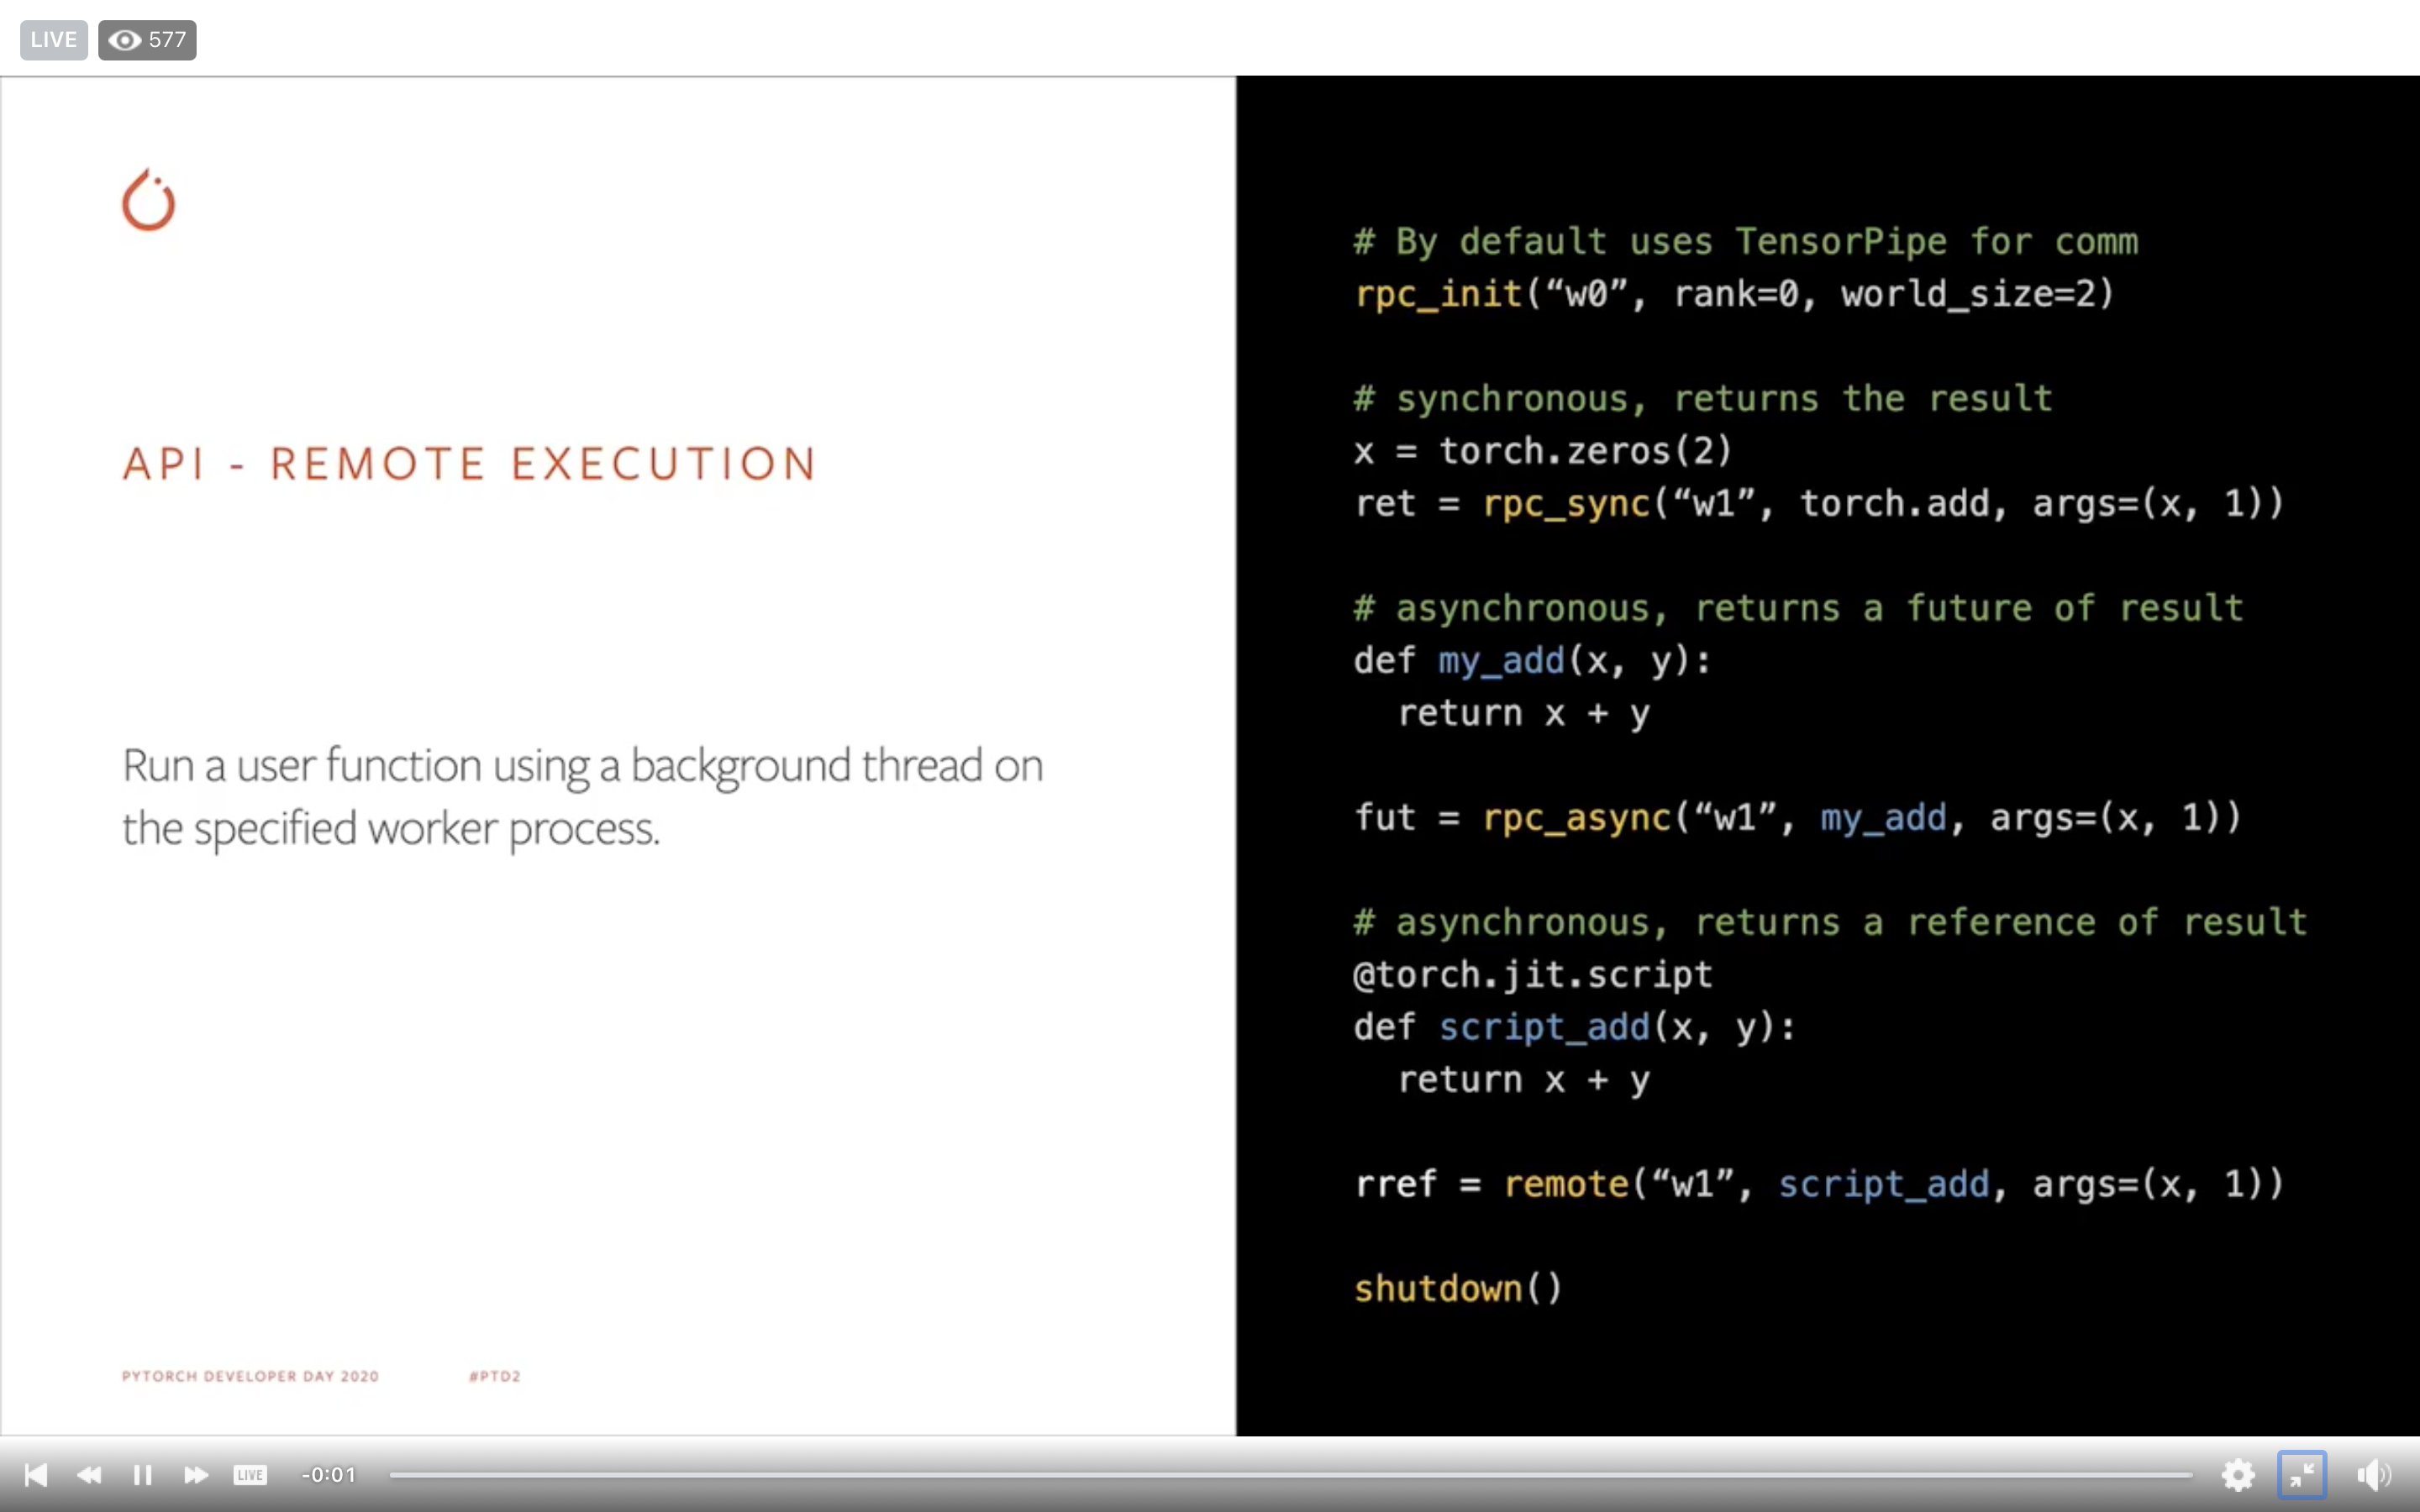 LIVE 577
API - REMOTE EXECUTION
Run a user function using a background thread on
the specified worker process.
PYTORCH DEVELOPER DAY 2020 #PTD2
# By default uses TensorPipe for comm
rpc_init(“w0”, rank=0, world_size=2)
# synchronous, returns the result
x = torch.zeros(2)
ret = rpc_sync(“w1”, torch.add, args=(x, 1))
# asynchronous, returns a future of result
def my_add(x, y):
  return x + y
fut = rpc_async(“w1”, my_add, args=(x, 1))
# asynchronous, returns a reference of result
@torch.jit.script
def script_add(x, y):
  return x + y
rref = remote(“w1”, script_add, args=(x, 1))
shutdown()
LIVE -0:01